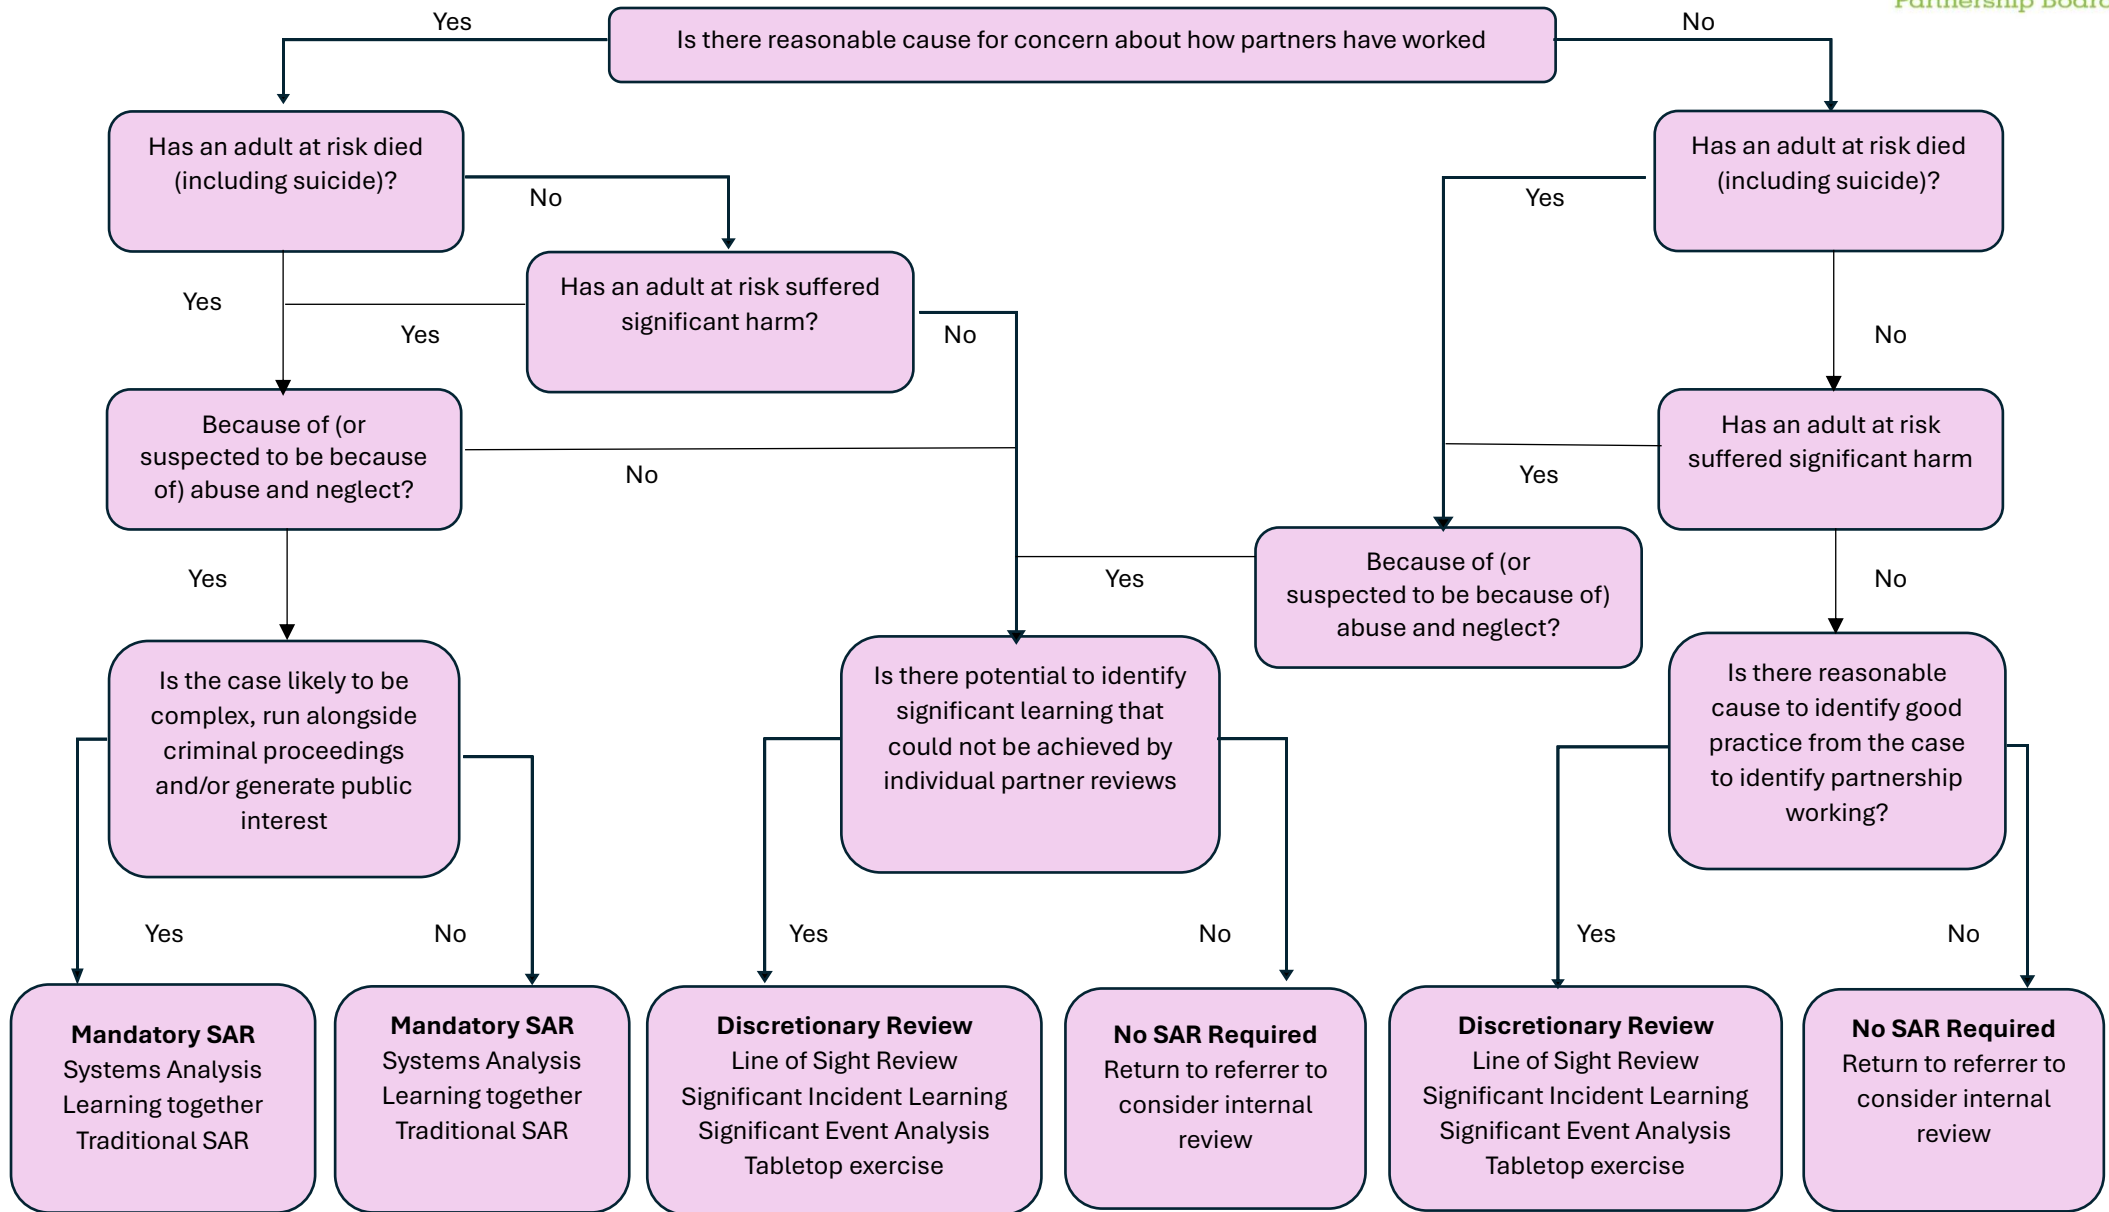 Partnership Board
Yes
Is there reasonable cause for concern about how partners have worked
No
Has an adult at risk died
(including suicide)?
No
Has an adult at risk died
(including suicide)?
Yes
Yes
Has an adult at risk suffered
significant harm?
Yes
No
No
Because of (or
suspected to be because
of) abuse and neglect?
No
Has an adult at risk
suffered significant harm
Yes
Yes
Because of (or
suspected to be because of)
abuse and neglect?
Yes
No
Is the case likely to be
complex, run alongside
criminal proceedings
and/or generate public
interest
Is there potential to identify
significant learning that
could not be achieved by
individual partner reviews
Is there reasonable
cause to identify good
practice from the case
to identify partnership
working?
Yes
No
Yes
No
Yes
No
Mandatory SAR
Systems Analysis
Learning together
Traditional SAR
Mandatory SAR
Systems Analysis
Learning together
Traditional SAR
Discretionary Review
Line of Sight Review
Significant Incident Learning
Significant Event Analysis
Tabletop exercise
No SAR Required
Return to referrer to
consider internal
review
Discretionary Review
Line of Sight Review
Significant Incident Learning
Significant Event Analysis
Tabletop exercise
No SAR Required
Return to referrer to
consider internal
review